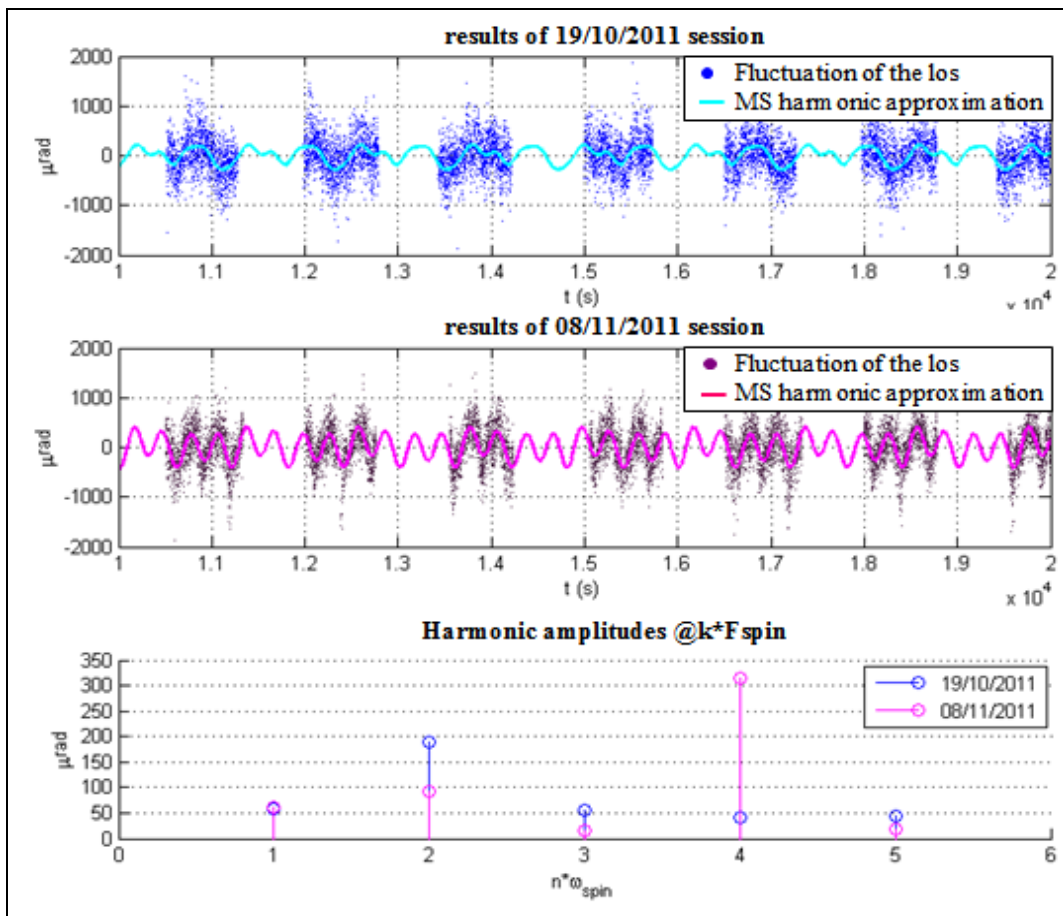 results of 19/10/2011 session
2000
1000
0
-1000
-2000
μrad
Fluctuation of the los
MS harmonic approximation
1 1.1 1.2 1.3 1.4 1.5 1.6 1.7 1.8 1.9 2
t (s)
x 10⁴
results of 08/11/2011 session
2000
1000
0
-1000
-2000
μrad
Fluctuation of the los
MS harmonic approximation
1 1.1 1.2 1.3 1.4 1.5 1.6 1.7 1.8 1.9 2
t (s)
x 10⁴
Harmonic amplitudes @k*Fspin
350
300
250
200
150
100
50
0
μrad
19/10/2011
08/11/2011
0 1 2 3 4 5 6
n*ω_spin